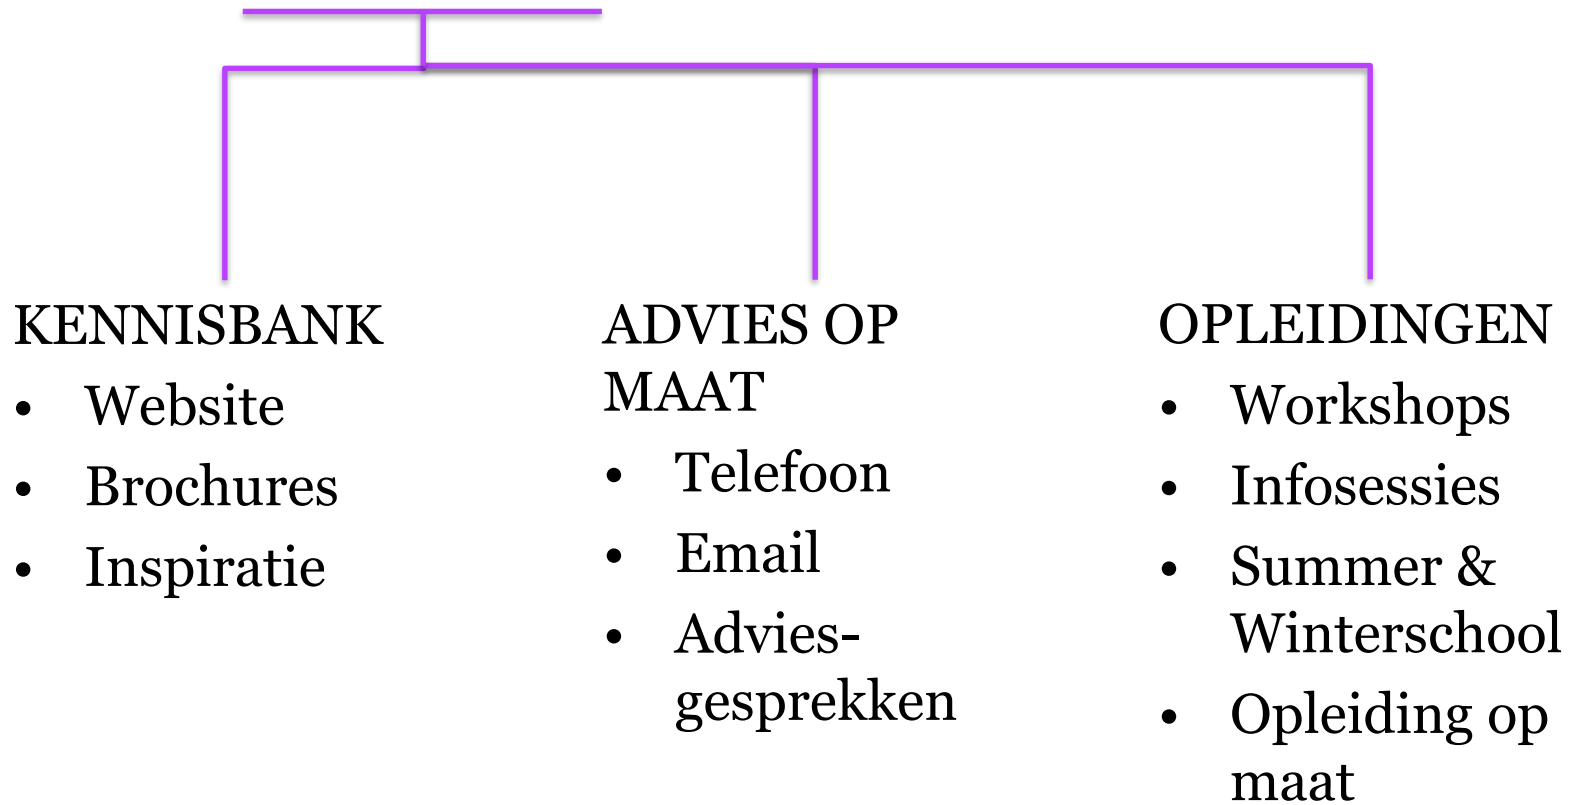 KENNISBANK
• Website
• Brochures
• Inspiratie
ADVIES OP
MAAT
• Telefoon
• Email
• Advies-
gesprekken
OPLEIDINGEN
• Workshops
• Infosessies
• Summer &
Winterschool
• Opleiding op
maat